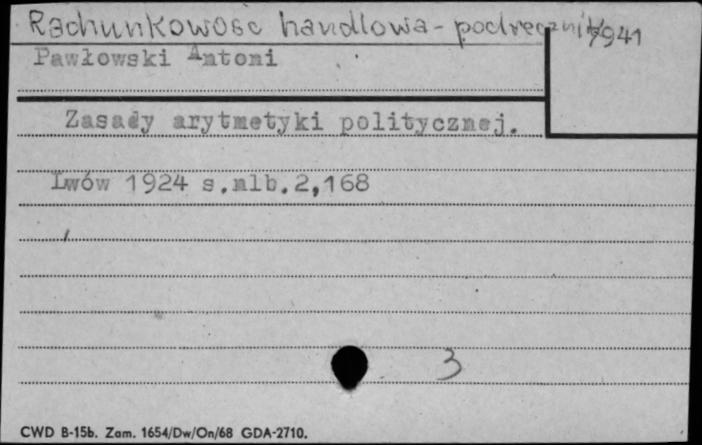 Rachunkowość handlowa - podręcznik 7941
Pawłowski Antoni
Zasady arytmetyki politycznej.
Lwów 1924 s.nlb.2,168
3
CWD B-15b. Zam. 1654/Dw/On/68 GDA-2710.